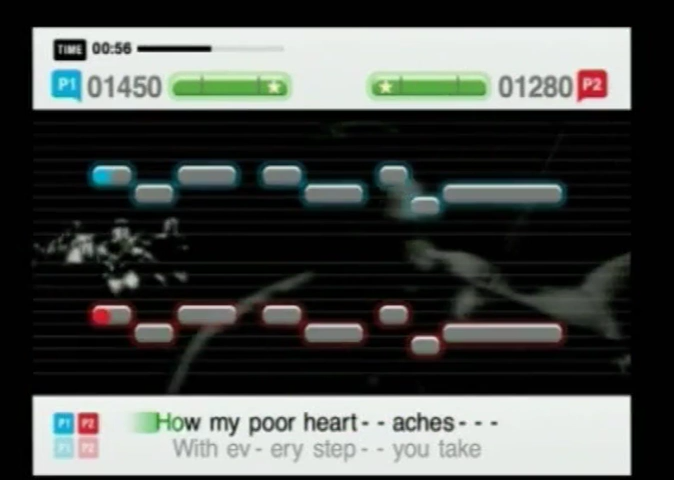 TIME 00:56
P1 01450 01280 P2
P1 P2 How my poor heart - - aches - - -
P1 P2 With ev - ery step - - you take